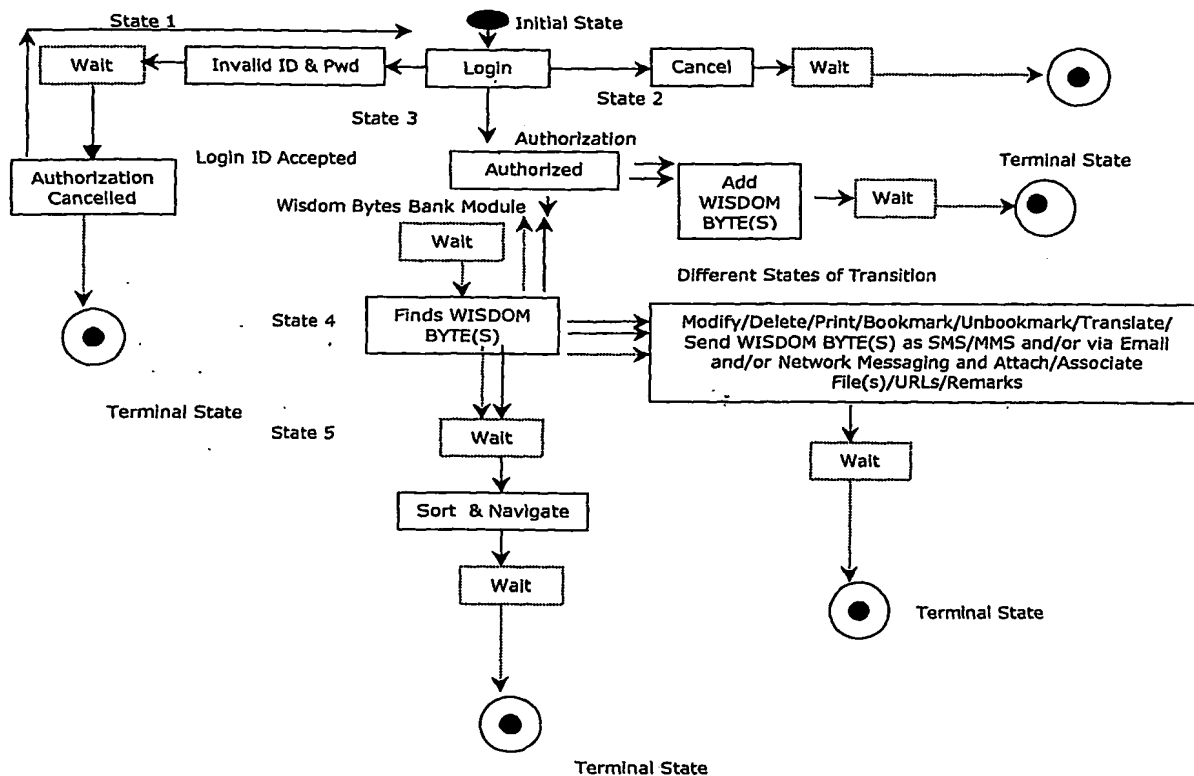 State 1
Initial State
Wait
Invalid ID & Pwd
Login
Cancel
Wait
State 2
State 3
Authorization
Login ID Accepted
Authorized
Terminal State
Authorization
Cancelled
Add
WISDOM
BYTE(S)
Wait
Wisdom Bytes Bank Module
Wait
Different States of Transition
State 4
Finds WISDOM
BYTE(S)
Modify/Delete/Print/Bookmark/Unbookmark/Translate/
Send WISDOM BYTE(S) as SMS/MMS and/or via Email
and/or Network Messaging and Attach/Associate
File(s)/URLs/Remarks
Terminal State
State 5
Wait
Wait
Sort & Navigate
Wait
Terminal State
Terminal State